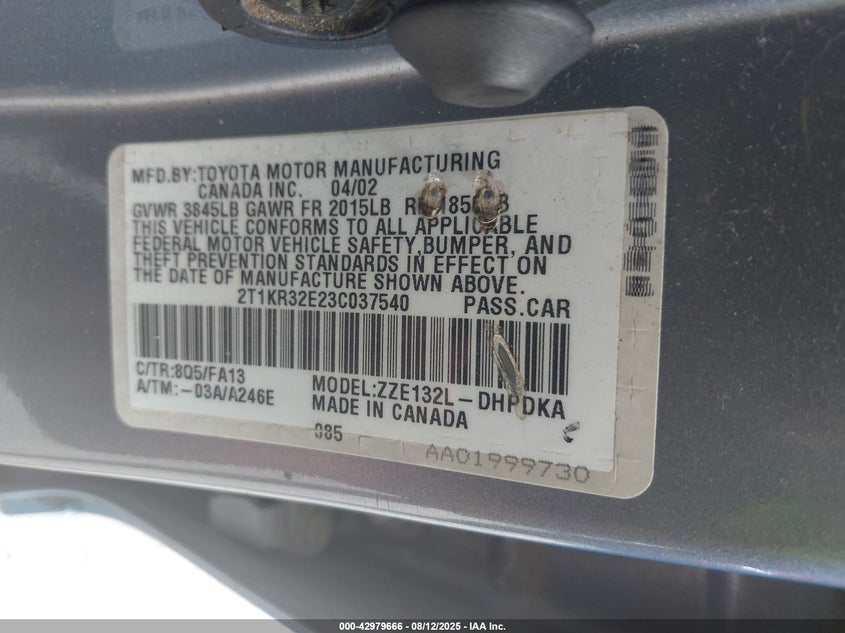 MFD.BY:TOYOTA MOTOR MANUFACTURING
CANADA INC. 04/02
GVWR 3845LB GAWR FR 2015LB
THIS VEHICLE CONFORMS TO ALL APPLICABLE
FEDERAL MOTOR VEHICLE SAFETY,BUMPER, AND
THEFT PREVENTION STANDARDS IN EFFECT ON
THE DATE OF MANUFACTURE SHOWN ABOVE.
2T1KR32E23C037540 PASS.CAR
C/TR:8Q5/FA13
A/TM:-03A/A246E
MODEL:ZZE132L-DHPDKA
MADE IN CANADA
085
AA01999730
000-42979666 - 08/12/2025 - IAA Inc.